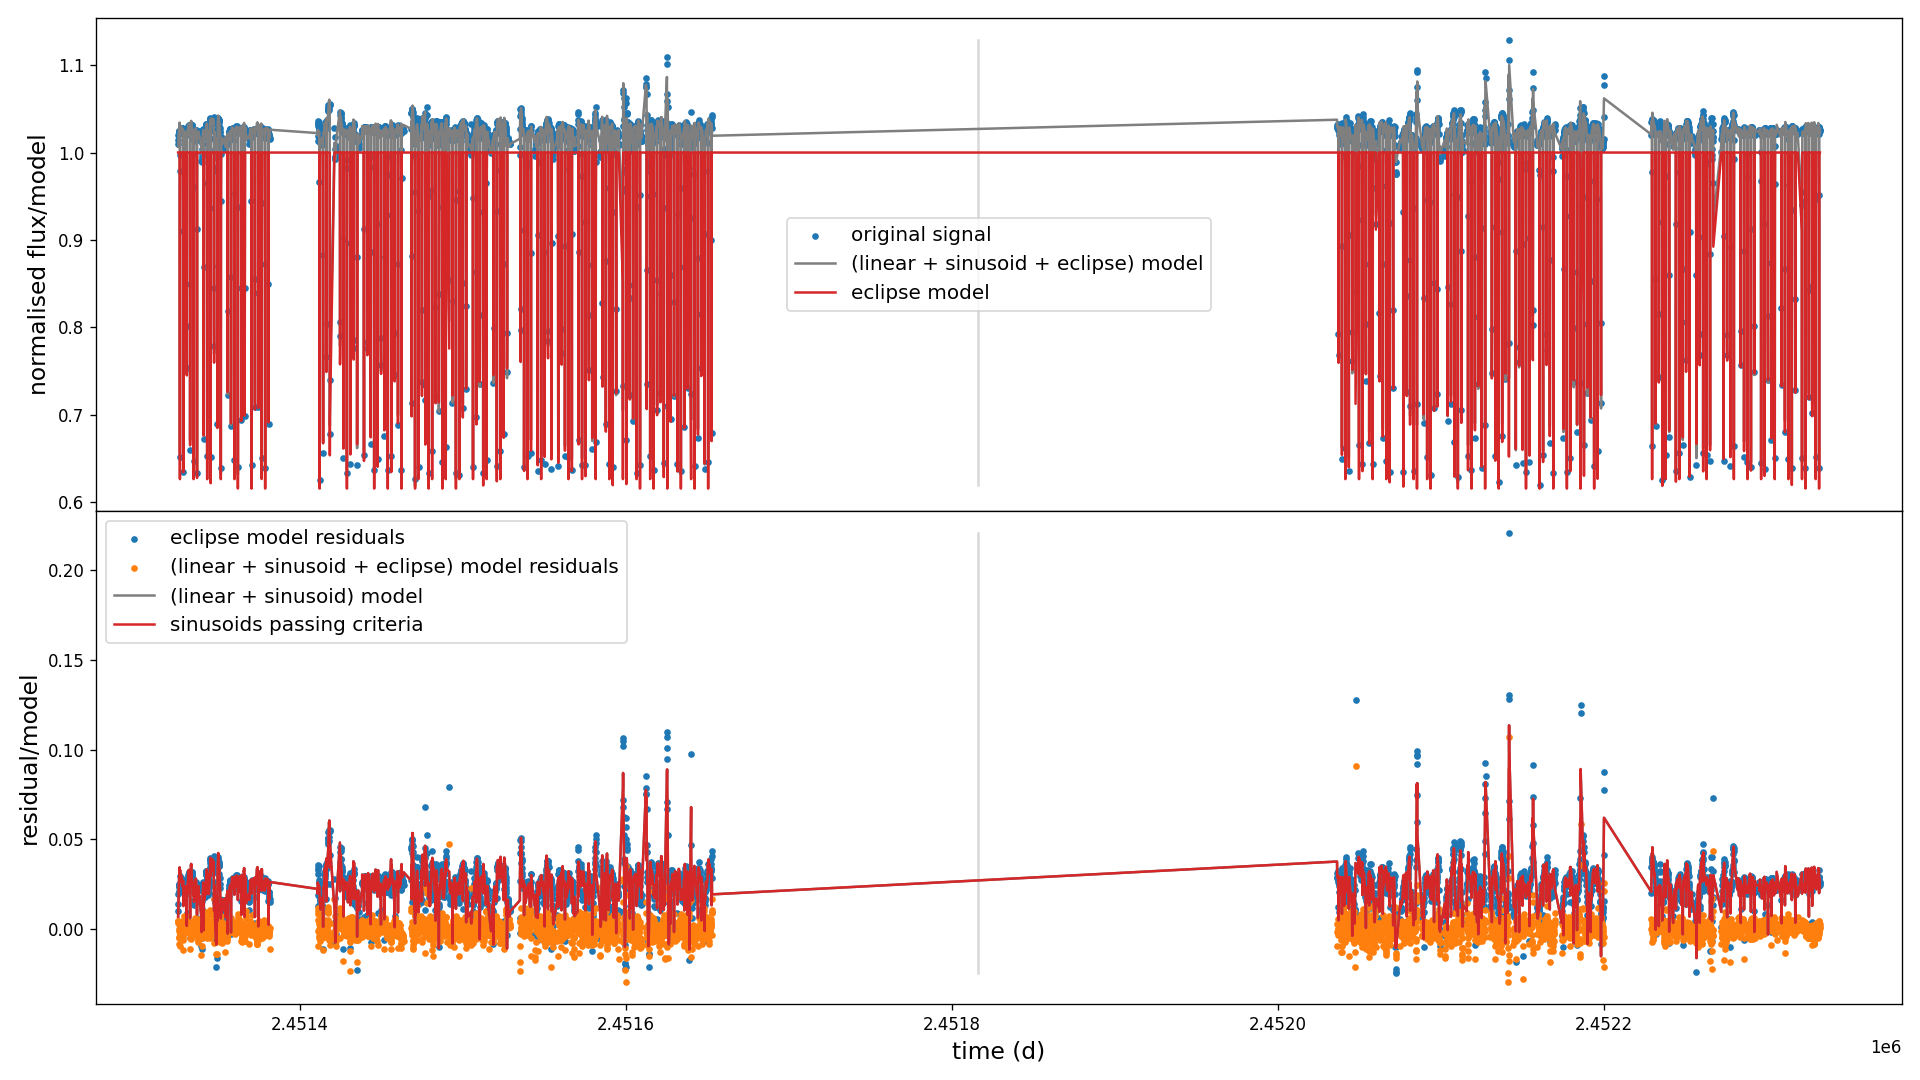 normalised flux/model
1.1
1.0
0.9
0.8
0.7
0.6
original signal
(linear + sinusoid + eclipse) model
eclipse model
residual/model
0.20
0.15
0.10
0.05
0.00
eclipse model residuals
(linear + sinusoid + eclipse) model residuals
(linear + sinusoid) model
sinusoids passing criteria
2.4514
2.4516
2.4518
2.4520
2.4522
1e6
time (d)